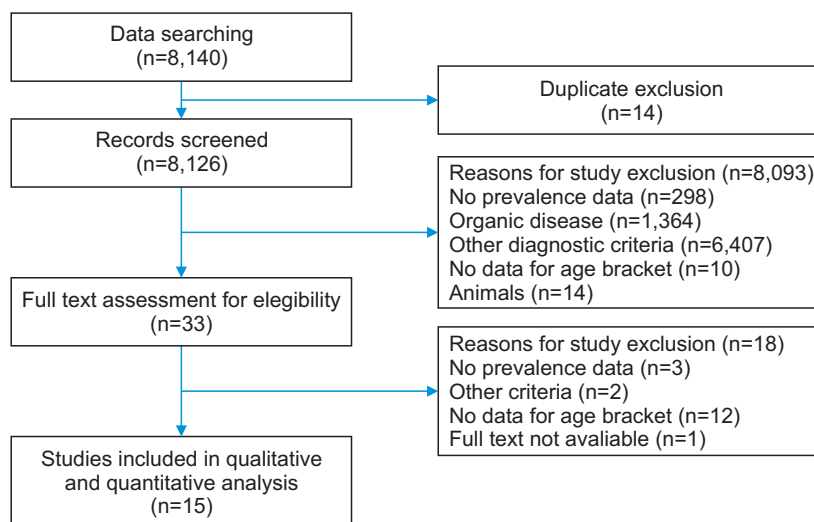 Data searching
(n=8,140)
Duplicate exclusion
(n=14)
Records screened
(n=8,126)
Reasons for study exclusion (n=8,093)
No prevalence data (n=298)
Organic disease (n=1,364)
Other diagnostic criteria (n=6,407)
No data for age bracket (n=10)
Animals (n=14)
Full text assessment for elegibility
(n=33)
Reasons for study exclusion (n=18)
No prevalence data (n=3)
Other criteria (n=2)
No data for age bracket (n=12)
Full text not avaliable (n=1)
Studies included in qualitative
and quantitative analysis
(n=15)